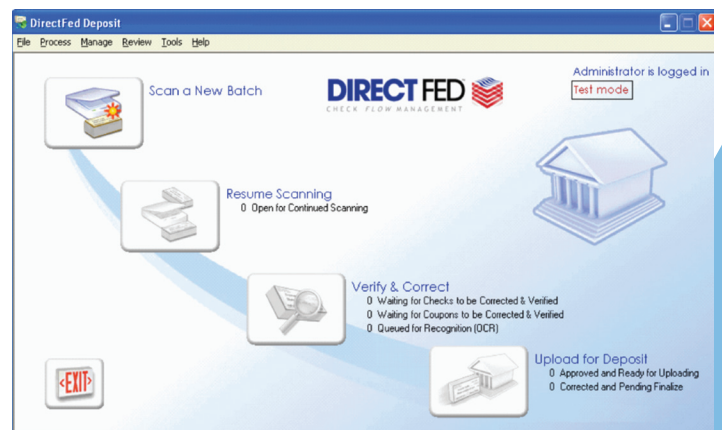 DirectFed Deposit
File Process Manage Review Tools Help
Administrator is logged in
Test mode
Scan a New Batch
DIRECT FED
CHECK FLOW MANAGEMENT
Resume Scanning
0 Open for Continued Scanning
Verify & Correct
0 Waiting for Checks to be Corrected & Verified
0 Waiting for Coupons to be Corrected & Verified
0 Queued for Recognition (OCR)
Upload for Deposit
0 Approved and Ready for Uploading
0 Corrected and Pending Finalize
<EXIT>